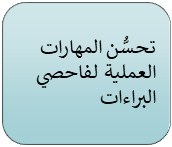 تحسُّن المهارات
العملية لفاحصي
البراءات